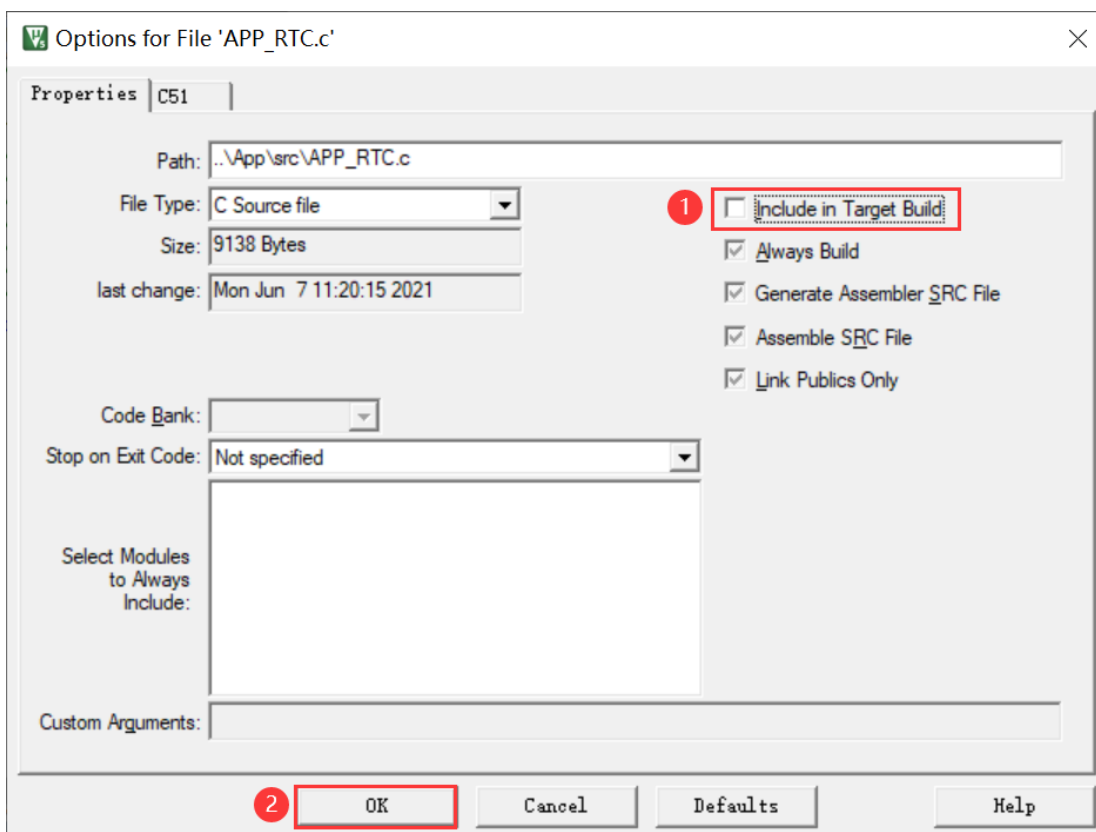 Options for File 'APP_RTC.c'
Properties C51
Path: ..\App\src\APP_RTC.c
File Type: C Source file
1 Include in Target Build
Size: 9138 Bytes
Always Build
last change: Mon Jun  7 11:20:15 2021
Generate Assembler SRC File
Assemble SRC File
Link Publics Only
Code Bank:
Stop on Exit Code: Not specified
Select Modules
to Always
Include:
Custom Arguments:
2 OK Cancel Defaults Help